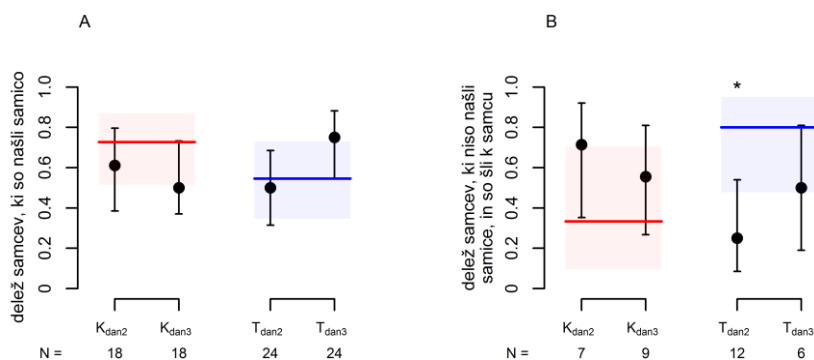 A
delež samcev, ki so našli samico
1.0
0.8
0.6
0.4
0.2
0
Kdan2 Kdan3 Tdan2 Tdan3
N = 18 18 24 24
B
delež samcev, ki niso našli
samice, in so šli k samcu
1.0
0.8
0.6
0.4
0.2
0
*
Kdan2 Kdan3 Tdan2 Tdan3
N = 7 9 12 6